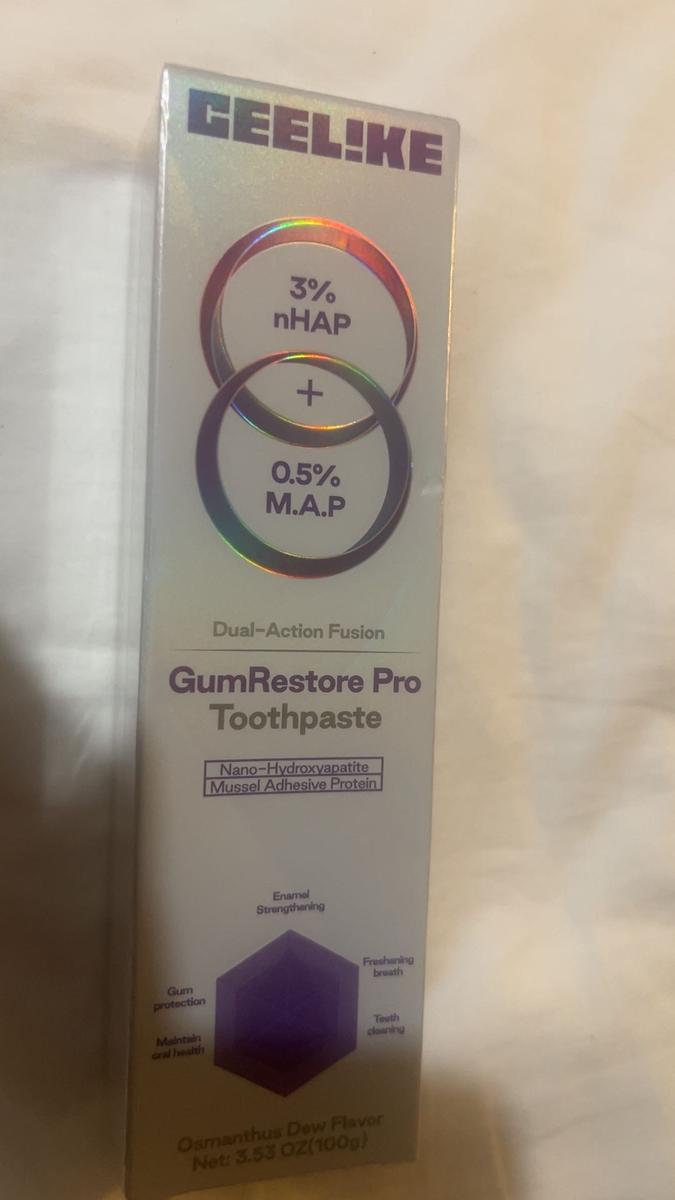 CEEL!KE
3%
nHAP
+
0.5%
M.A.P
Dual-Action Fusion
GumRestore Pro
Toothpaste
Nano-Hydroxyapatite
Mussel Adhesive Protein
Enamel
Strengthening
Freshening
breath
Gum
protection
Teeth
cleaning
Maintain
oral health
Osmanthus Dew Flavor
Net: 3.53 OZ(100g)